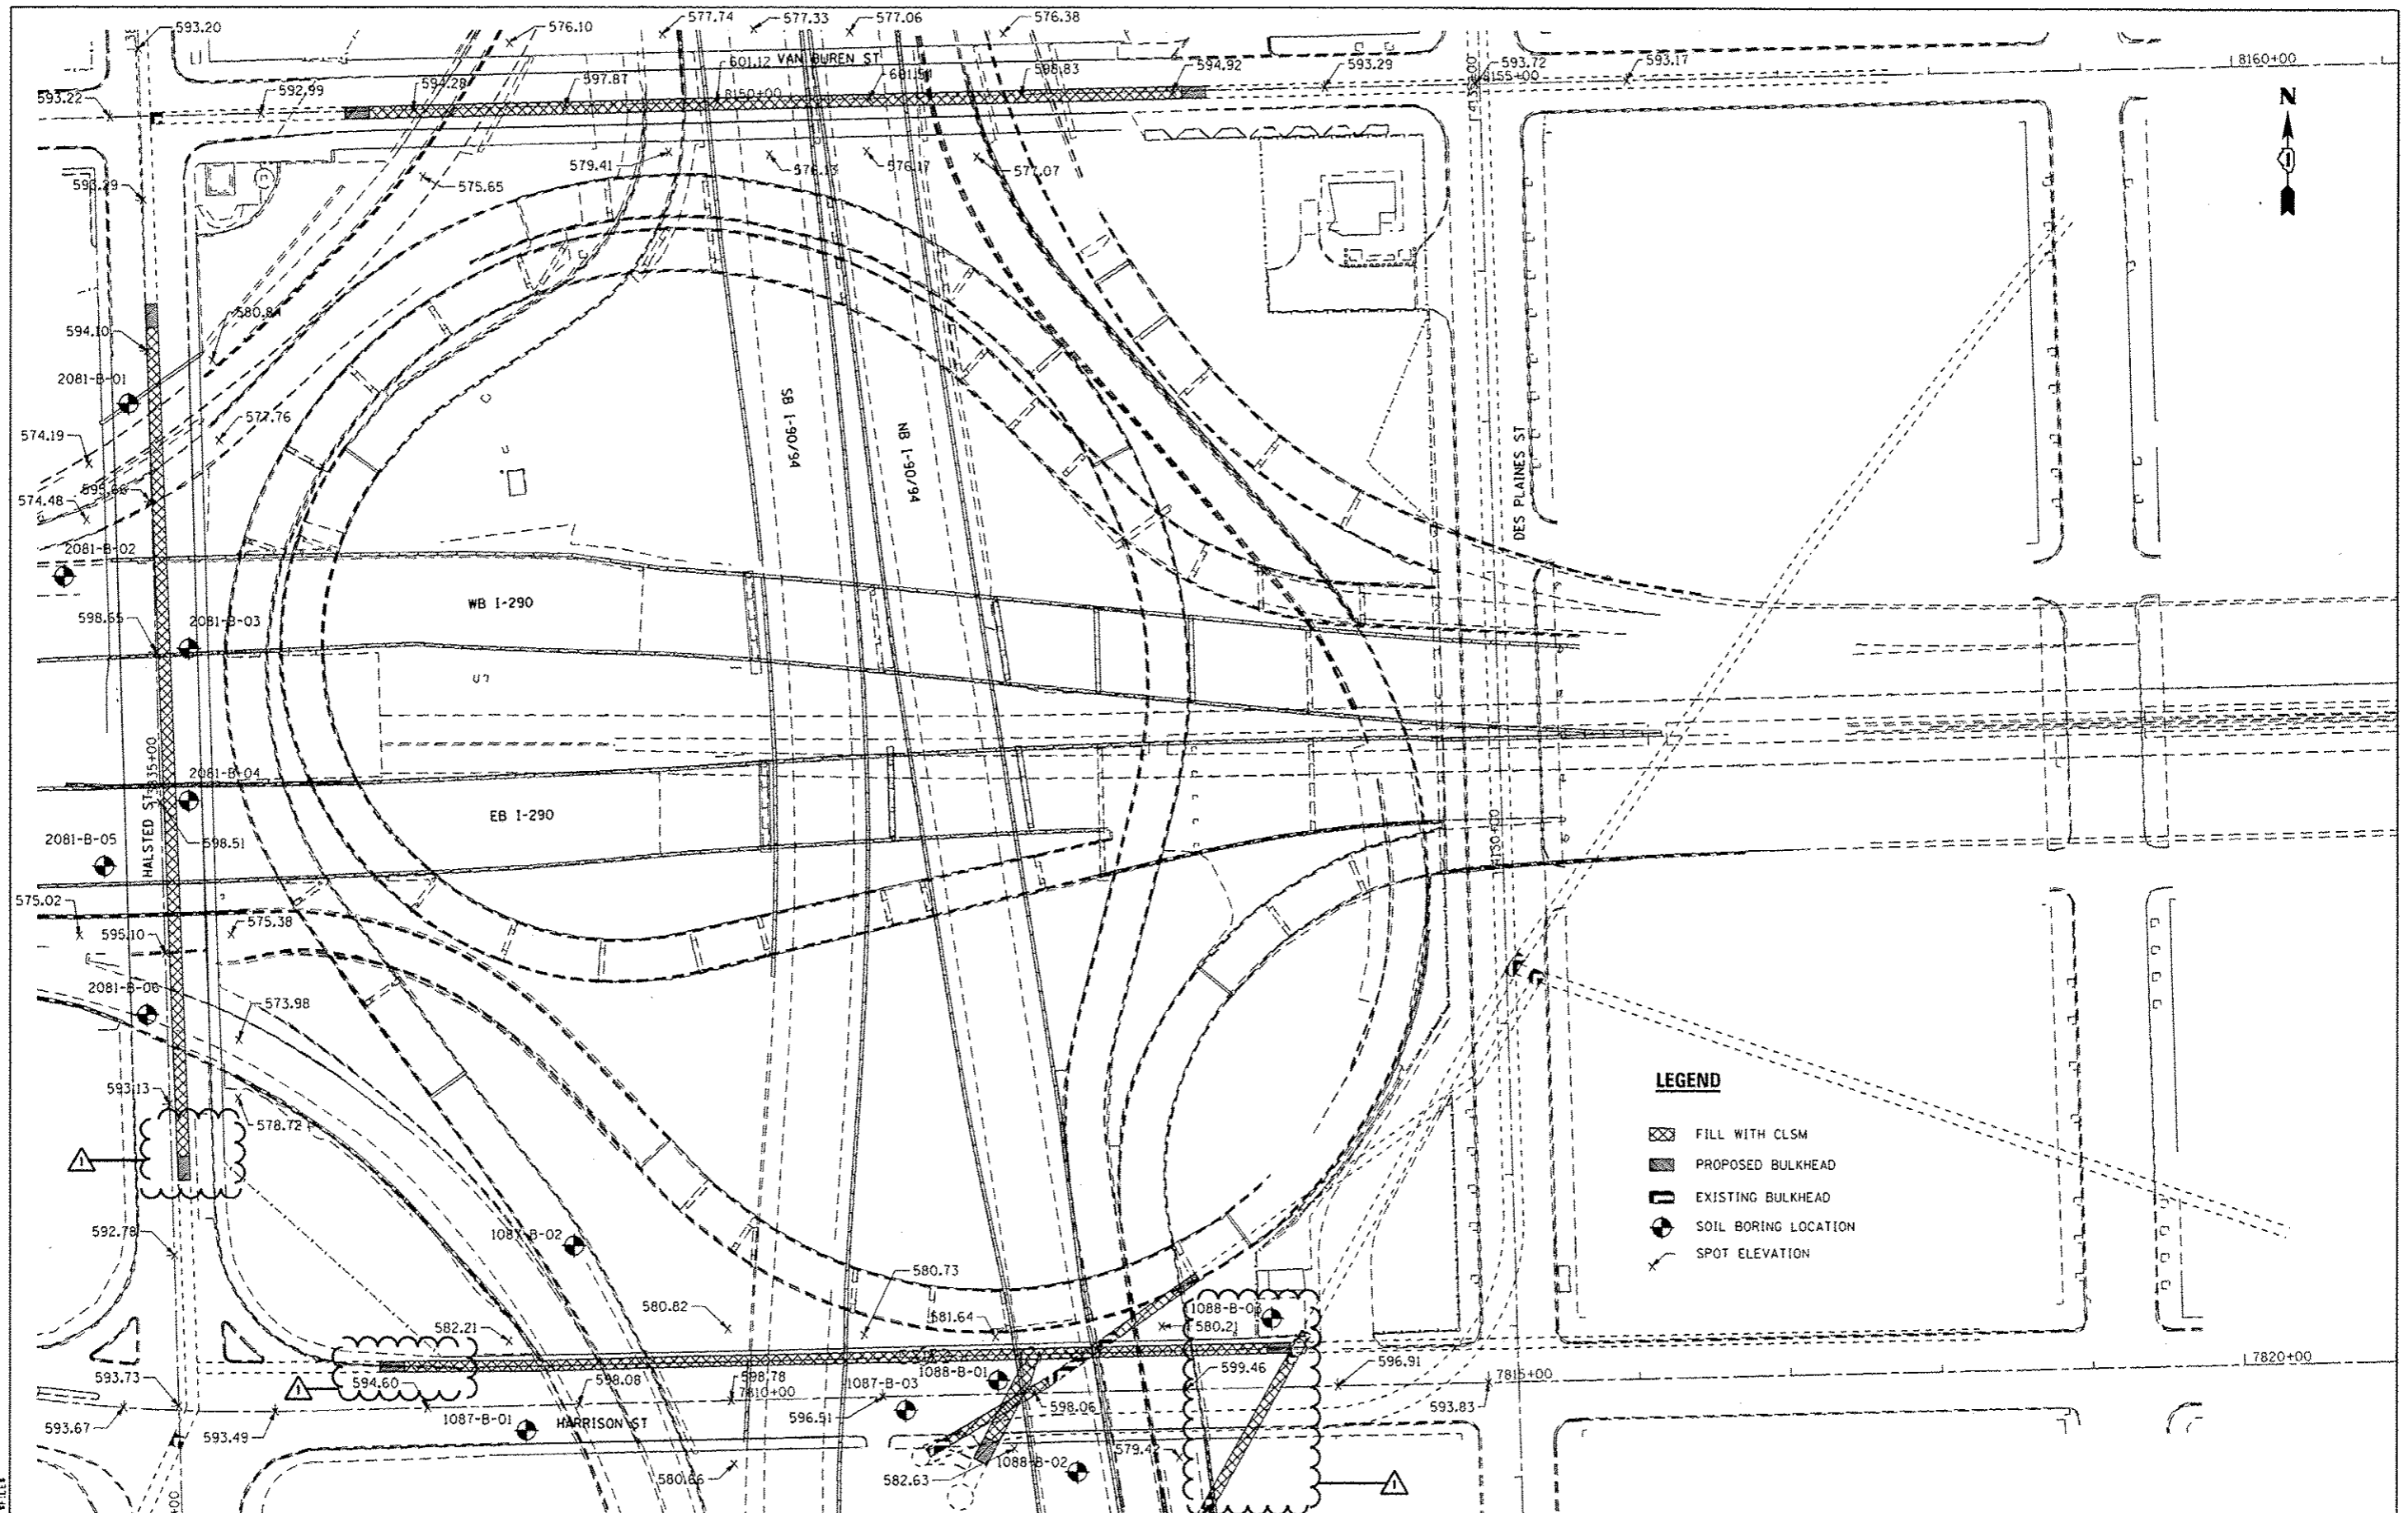 593.20
576.10
577.74
577.33
577.06
576.38
601.12
VAN BUREN ST
593.22
592.99
594.28
597.87
8150+00
598.83
594.92
593.29
593.72
8155+00
593.17
8160+00
N
593.29
575.65
579.41
576.17
577.07
580.84
594.10
2081-B-01
577.76
574.19
574.48
595.66
SB I-90/94
NB I-90/94
DES PLAINES ST
2081-B-02
WB I-290
598.65
2081-B-03
2081-B-04
HALSTED ST
EB I-290
2081-B-05
598.51
575.02
575.38
595.10
2081-B-06
573.98
593.13
578.72
1
592.78
1087-B-02
LEGEND
FILL WITH CLSM
PROPOSED BULKHEAD
EXISTING BULKHEAD
SOIL BORING LOCATION
SPOT ELEVATION
580.73
580.82
582.21
581.64
1088-B-03
580.21
593.73
1
594.60
598.08
598.78
7810+00
1087-B-03
1088-B-01
599.46
596.91
7815+00
7820+00
593.67
593.49
1087-B-01
HARRISON ST
596.51
598.06
593.83
580.66
582.63
1088-B-02
579.42
1